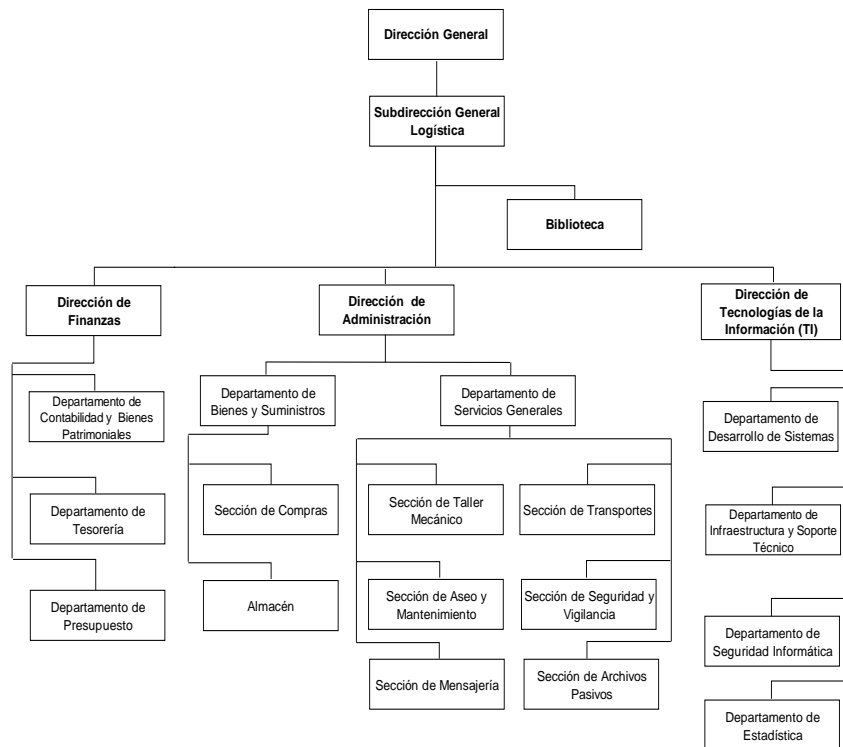 Dirección General
Subdirección General
Logística
Biblioteca
Dirección de
Finanzas
Dirección de
Administración
Dirección de
Tecnologías de la
Información (TI)
Departamento de
Contabilidad y Bienes
Patrimoniales
Departamento de
Bienes y Suministros
Departamento de
Servicios Generales
Departamento de
Desarrollo de Sistemas
Departamento de
Tesorería
Sección de Compras
Sección de Taller
Mecánico
Sección de Transportes
Departamento de
Infraestructura y Soporte
Técnico
Departamento de
Presupuesto
Almacén
Sección de Aseo y
Mantenimiento
Sección de Seguridad y
Vigilancia
Departamento de
Seguridad Informática
Sección de Mensajería
Sección de Archivos
Pasivos
Departamento de
Estadística